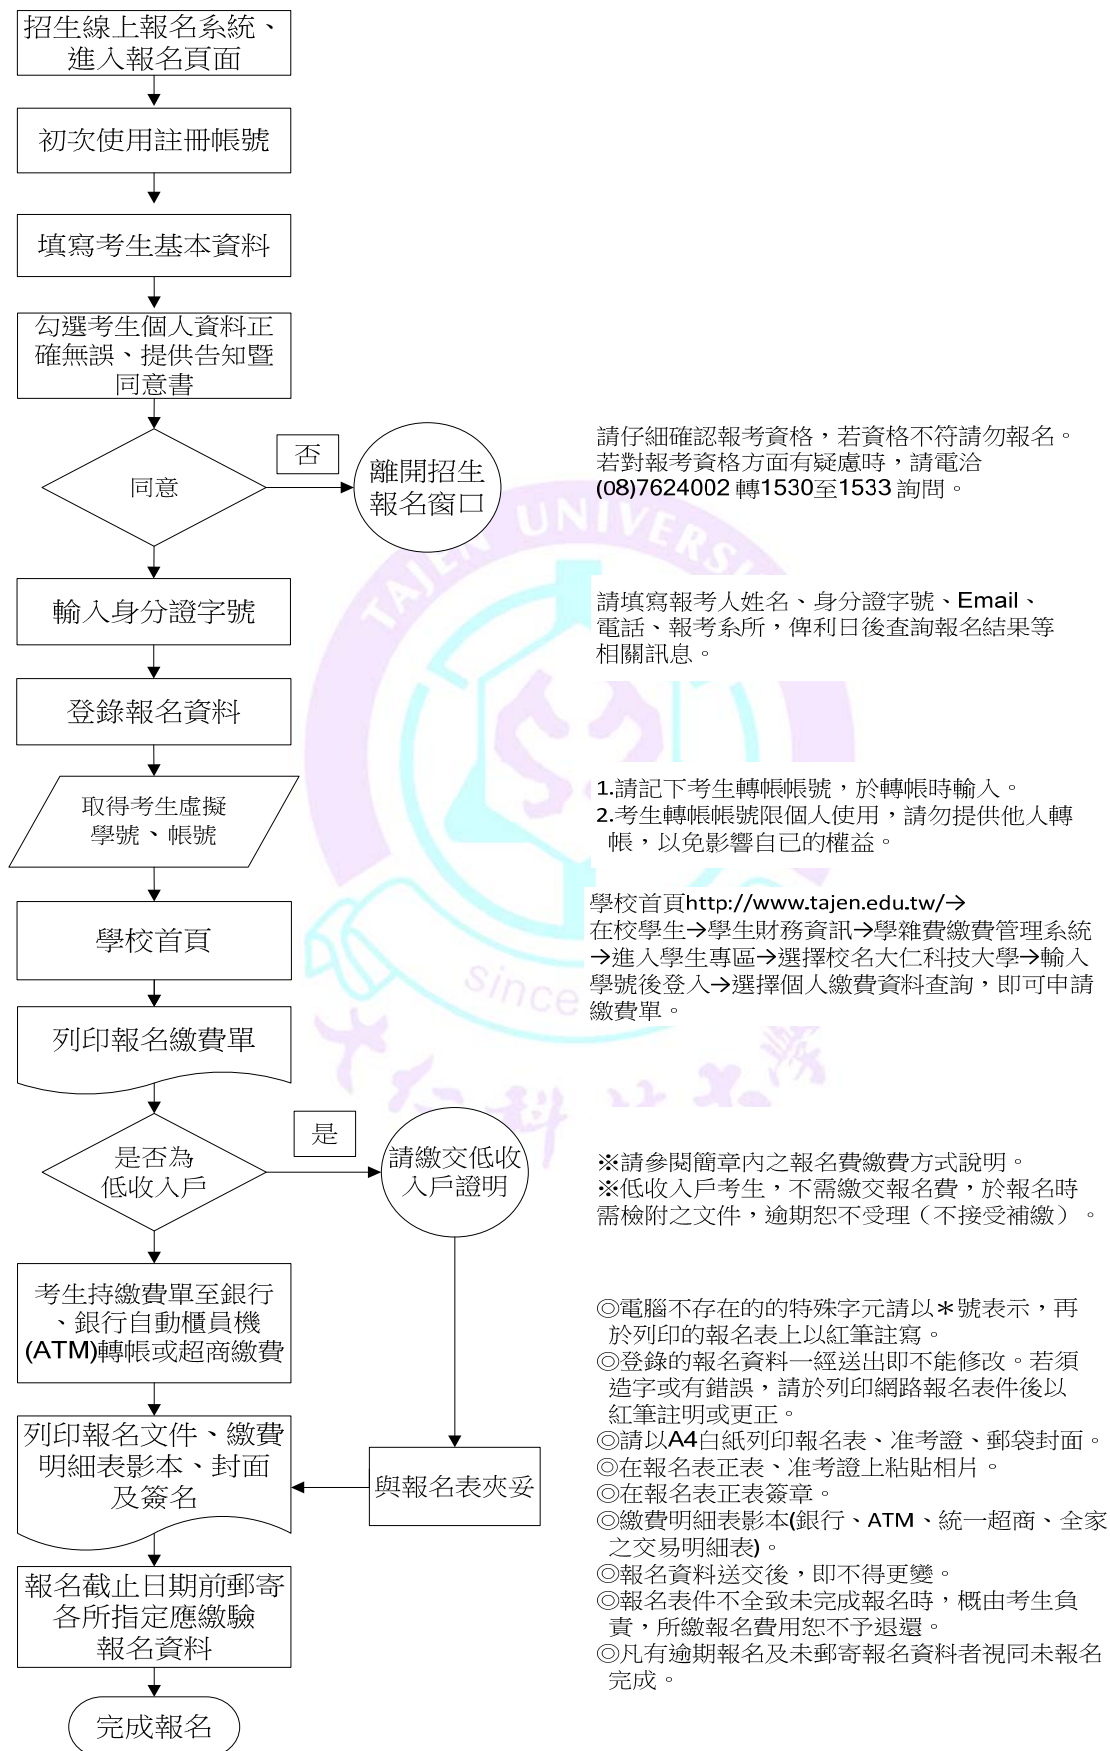 招生線上報名系統、
進入報名頁面
初次使用註冊帳號
填寫考生基本資料
勾選考生個人資料正
確無誤、提供告知暨
同意書
同意
否
離開招生
報名窗口
請仔細確認報考資格，若資格不符請勿報名。
若對報考資格方面有疑慮時，請電洽
(08)7624002 轉1530至1533 詢問。
輸入身分證字號
請填寫報考人姓名、身分證字號、Email、
電話、報考系所，俾利日後查詢報名結果等
相關訊息。
登錄報名資料
取得考生虛擬
學號、帳號
1.請記下考生轉帳帳號，於轉帳時輸入。
2.考生轉帳帳號限個人使用，請勿提供他人轉
帳，以免影響自已的權益。
學校首頁
學校首頁http://www.tajen.edu.tw/→
在校學生→學生財務資訊→學雜費繳費管理系統
→進入學生專區→選擇校名大仁科技大學→輸入
學號後登入→選擇個人繳費資料查詢，即可申請
繳費單。
列印報名繳費單
是否為
低收入戶
是
請繳交低收
入戶證明
※請參閱簡章內之報名費繳費方式說明。
※低收入戶考生，不需繳交報名費，於報名時
需檢附之文件，逾期恕不受理（不接受補繳）。
考生持繳費單至銀行
、銀行自動櫃員機
(ATM)轉帳或超商繳費
列印報名文件、繳費
明細表影本、封面
及簽名
與報名表夾妥
報名截止日期前郵寄
各所指定應繳驗
報名資料
完成報名
◎電腦不存在的的特殊字元請以＊號表示，再
於列印的報名表上以紅筆註寫。
◎登錄的報名資料一經送出即不能修改。若須
造字或有錯誤，請於列印網路報名表件後以
紅筆註明或更正。
◎請以A4白紙列印報名表、准考證、郵袋封面。
◎在報名表正表、准考證上粘貼相片。
◎在報名表正表簽章。
◎繳費明細表影本(銀行、ATM、統一超商、全家
之交易明細表)。
◎報名資料送交後，即不得更變。
◎報名表件不全致未完成報名時，概由考生負
責，所繳報名費用恕不予退還。
◎凡有逾期報名及未郵寄報名資料者視同未報名
完成。
TAJEN UNIVERSI
since
大仁科技大學